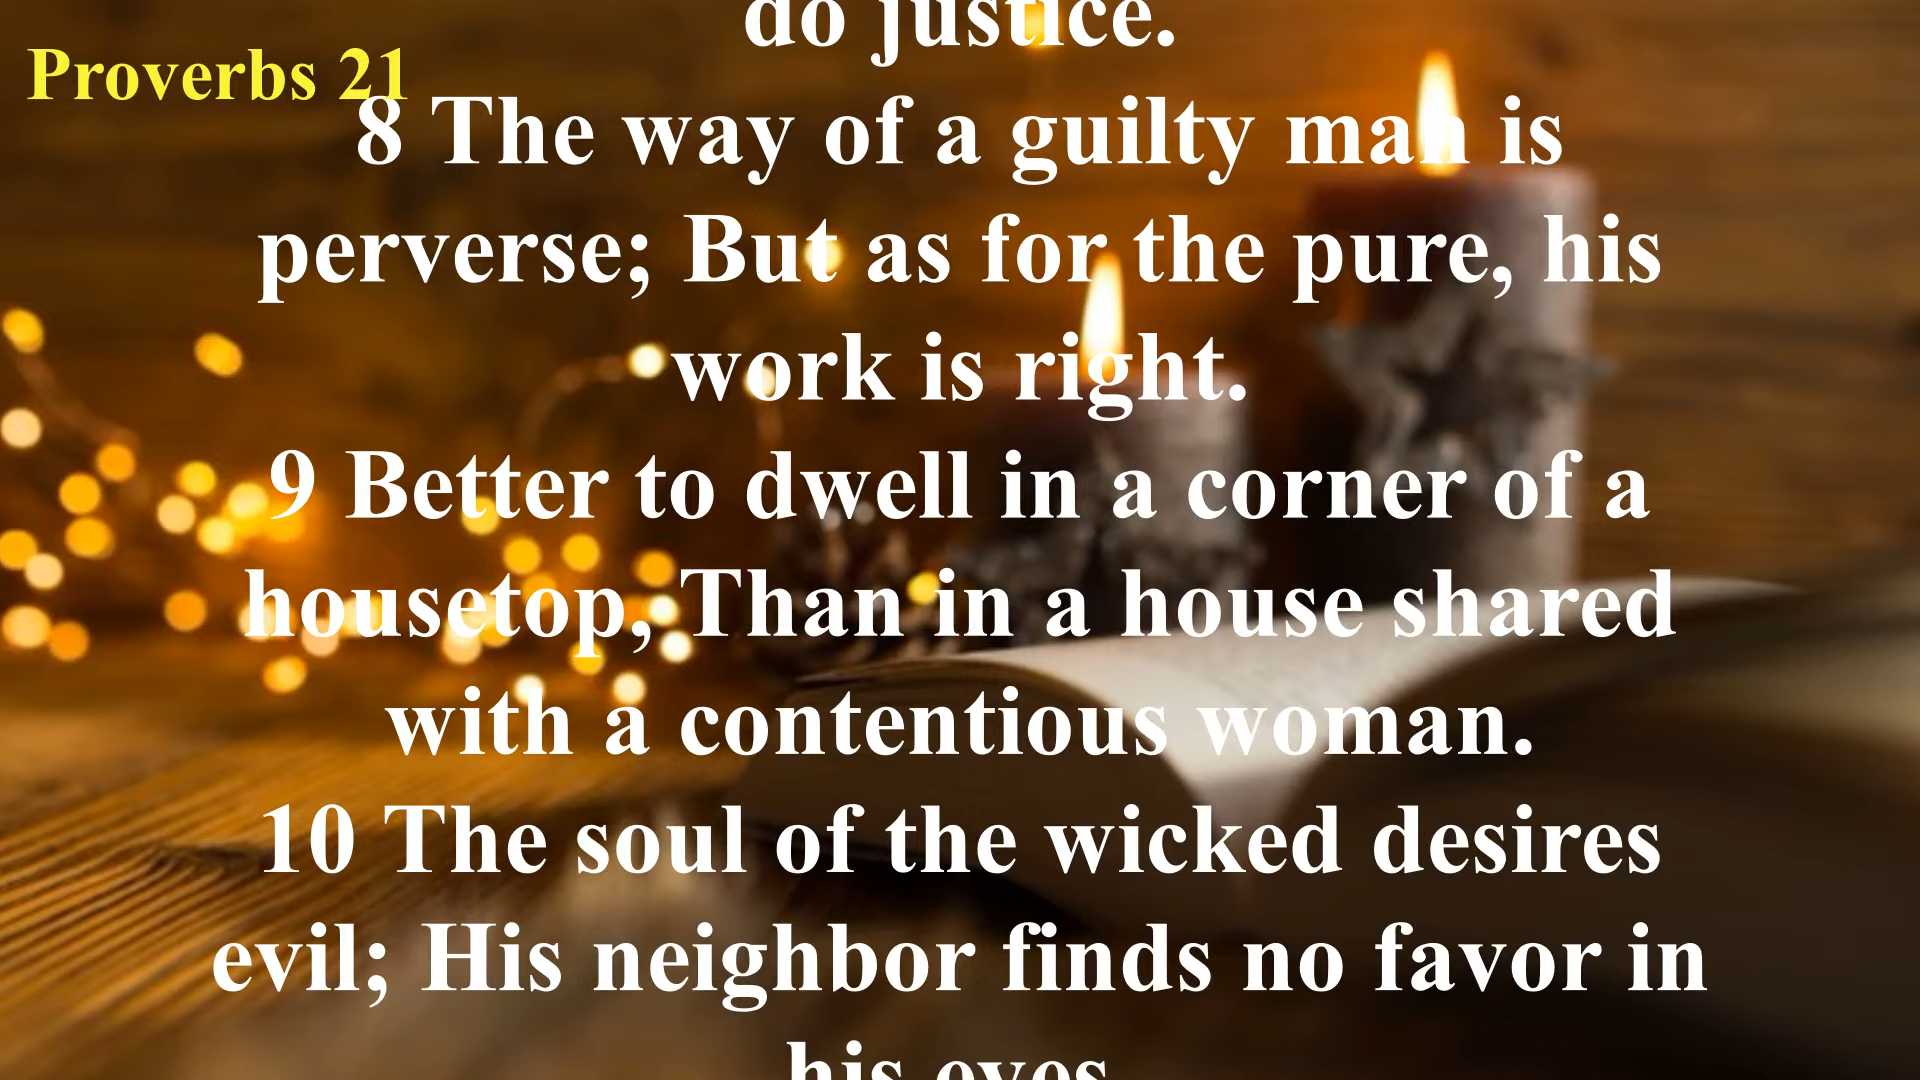 do justice.
Proverbs 21
8 The way of a guilty man is
perverse; But as for the pure, his
work is right.
9 Better to dwell in a corner of a
housetop, Than in a house shared
with a contentious woman.
10 The soul of the wicked desires
evil; His neighbor finds no favor in
his eyes